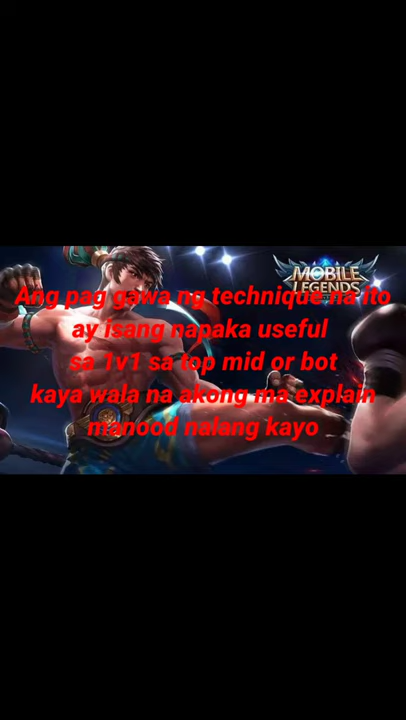 MOBILE
LEGENDS
Ang pag gawa ng technique na ito
ay isang napaka useful
sa 1v1 sa top mid or bot
kaya wala na akong ma explain
manood nalang kayo